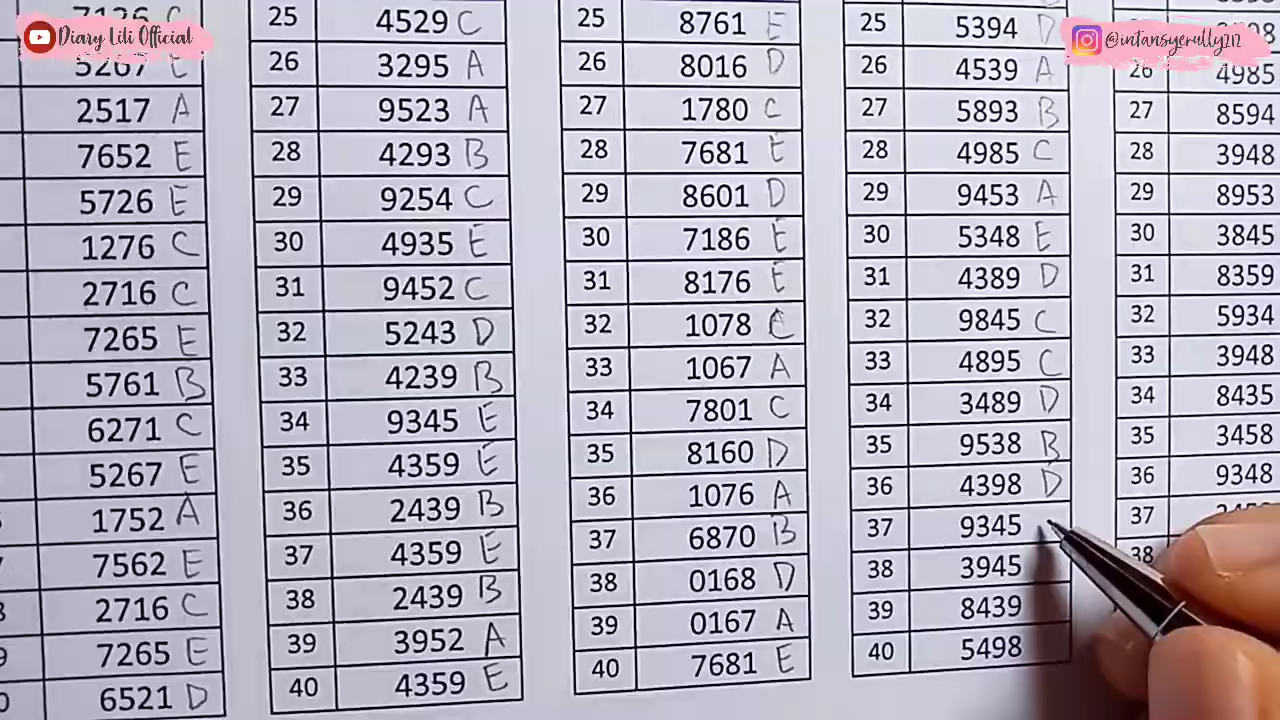 Diary Lili Official
@intansyerully212
5267 E
2517 A
7652 E
5726 E
1276 C
2716 C
7265 E
5761 B
6271 C
5267 E
1752 A
7562 E
2716 C
7265 E
6521 D
25 4529 C
26 3295 A
27 9523 A
28 4293 B
29 9254 C
30 4935 E
31 9452 C
32 5243 D
33 4239 B
34 9345 E
35 4359 E
36 2439 B
37 4359 E
38 2439 B
39 3952 A
40 4359 E
25 8761 E
26 8016 D
27 1780 C
28 7681 E
29 8601 D
30 7186 E
31 8176 E
32 1078 C
33 1067 A
34 7801 C
35 8160 D
36 1076 A
37 6870 B
38 0168 D
39 0167 A
40 7681 E
25 5394 D
26 4539 A
27 5893 B
28 4985 C
29 9453 A
30 5348 E
31 4389 D
32 9845 C
33 4895 C
34 3489 D
35 9538 B
36 4398 D
37 9345
38 3945
39 8439
40 5498
26 4985
27 8594
28 3948
29 8953
30 3845
31 8359
32 5934
33 3948
34 8435
35 3458
36 9348
37
38